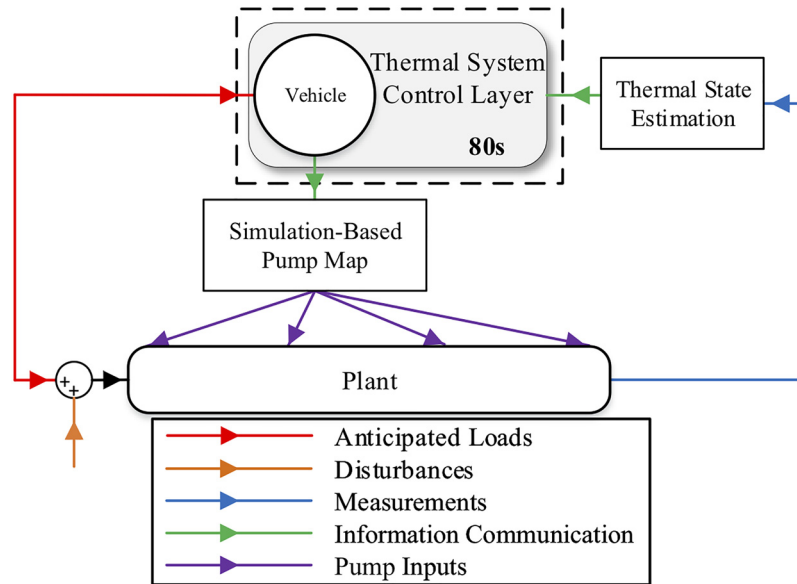 Vehicle
Thermal System
Control Layer
80s
Thermal State
Estimation
Simulation-Based
Pump Map
+
+
Plant
Anticipated Loads
Disturbances
Measurements
Information Communication
Pump Inputs